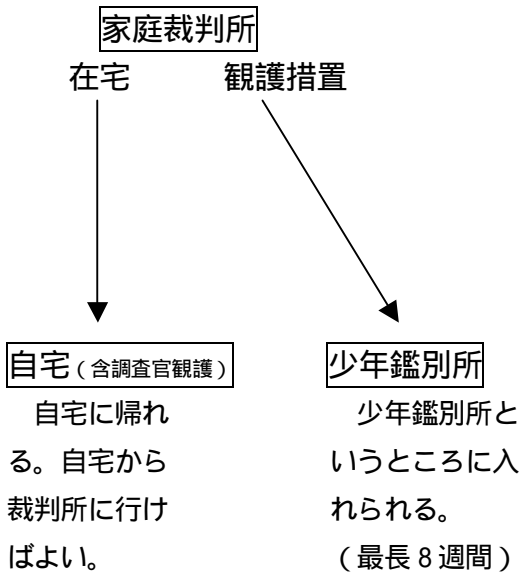 家庭裁判所
在宅 観護措置
自宅(含調査官観護)
自宅に帰れ
る。自宅から
裁判所に行け
ばよい。
少年鑑別所
少年鑑別所と
いうところに入
れられる。
(最長8週間)